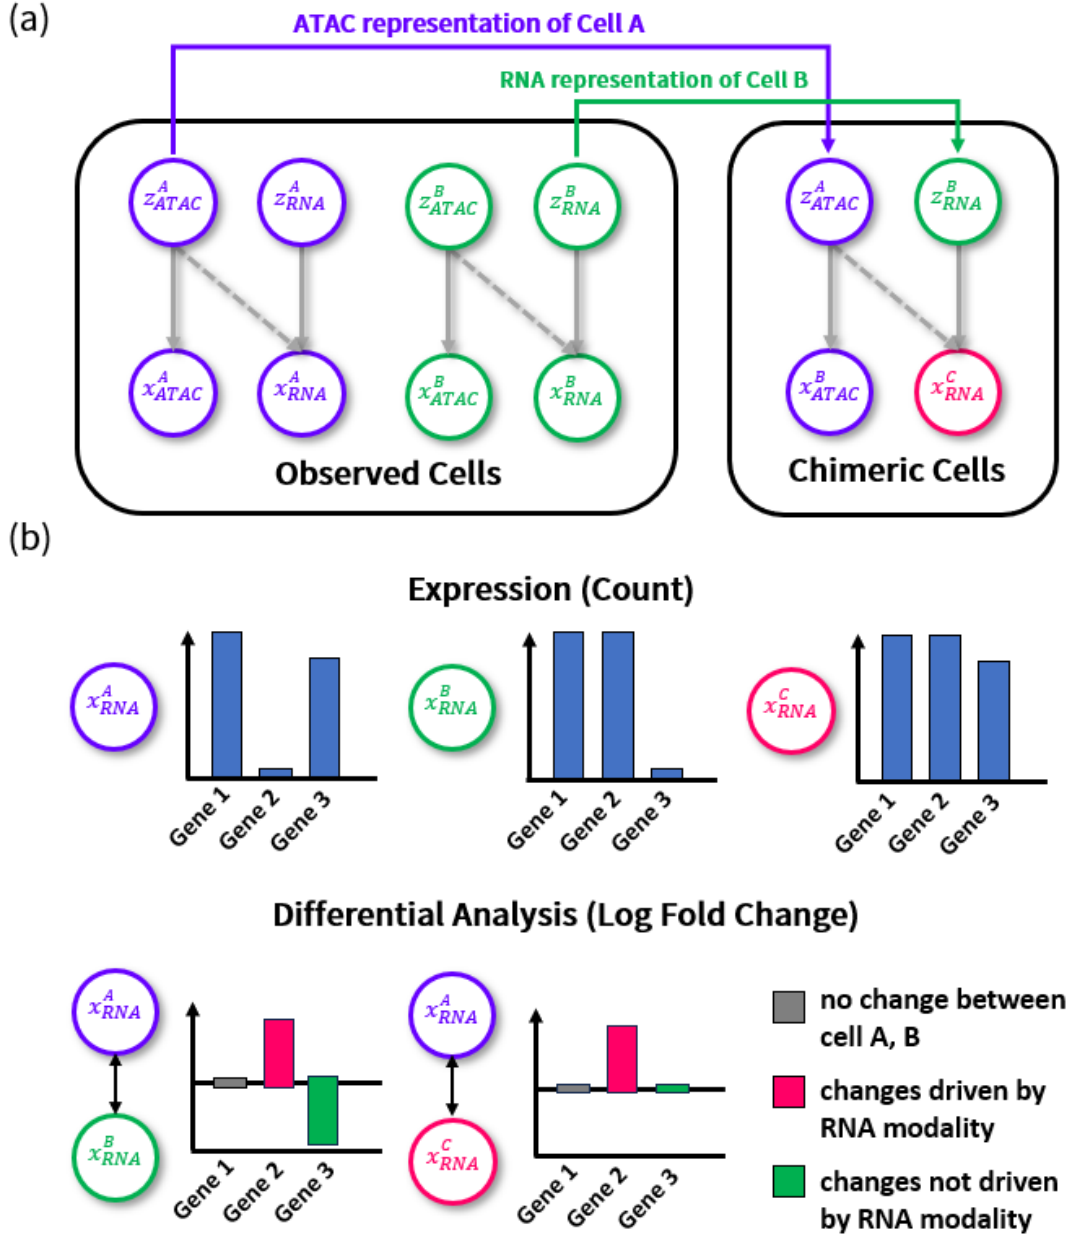 (a)
ATAC representation of Cell A
RNA representation of Cell B
z^A_ATAC z^A_RNA z^B_ATAC z^B_RNA z^A_ATAC z^B_RNA
x^A_ATAC x^A_RNA x^B_ATAC x^B_RNA x^B_ATAC x^C_RNA
Observed Cells
Chimeric Cells
(b)
Expression (Count)
x^A_RNA
Gene 1 Gene 2 Gene 3
x^B_RNA
Gene 1 Gene 2 Gene 3
x^C_RNA
Gene 1 Gene 2 Gene 3
Differential Analysis (Log Fold Change)
x^A_RNA
x^B_RNA
Gene 1 Gene 2 Gene 3
x^A_RNA
x^C_RNA
Gene 1 Gene 2 Gene 3
no change between
cell A, B
changes driven by
RNA modality
changes not driven
by RNA modality